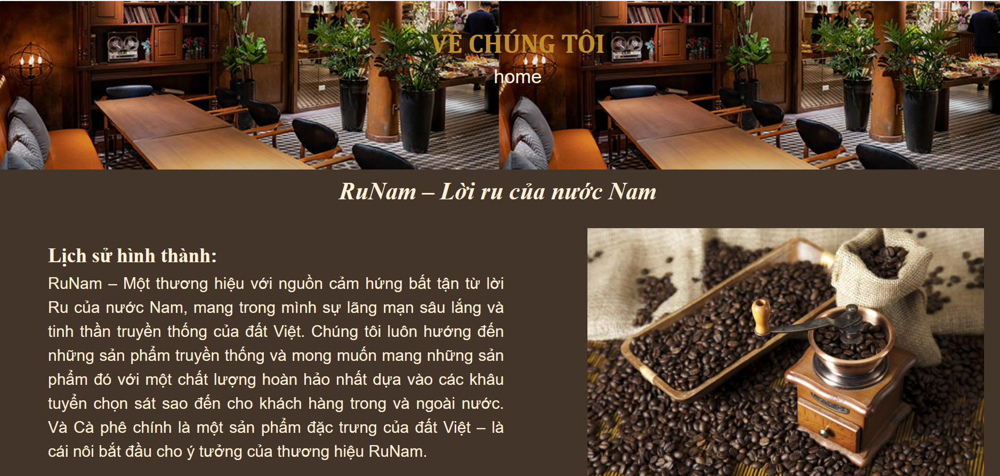 VỀ CHÚNG TÔI
home
RuNam – Lời ru của nước Nam
Lịch sử hình thành:
RuNam – Một thương hiệu với nguồn cảm hứng bất tận từ lời
Ru của nước Nam, mang trong mình sự lãng mạn sâu lắng và
tinh thần truyền thống của đất Việt. Chúng tôi luôn hướng đến
những sản phẩm truyền thống và mong muốn mang những sản
phẩm đó với một chất lượng hoàn hảo nhất dựa vào các khâu
tuyển chọn sát sao đến cho khách hàng trong và ngoài nước.
Và Cà phê chính là một sản phẩm đặc trưng của đất Việt – là
cái nôi bắt đầu cho ý tưởng của thương hiệu RuNam.